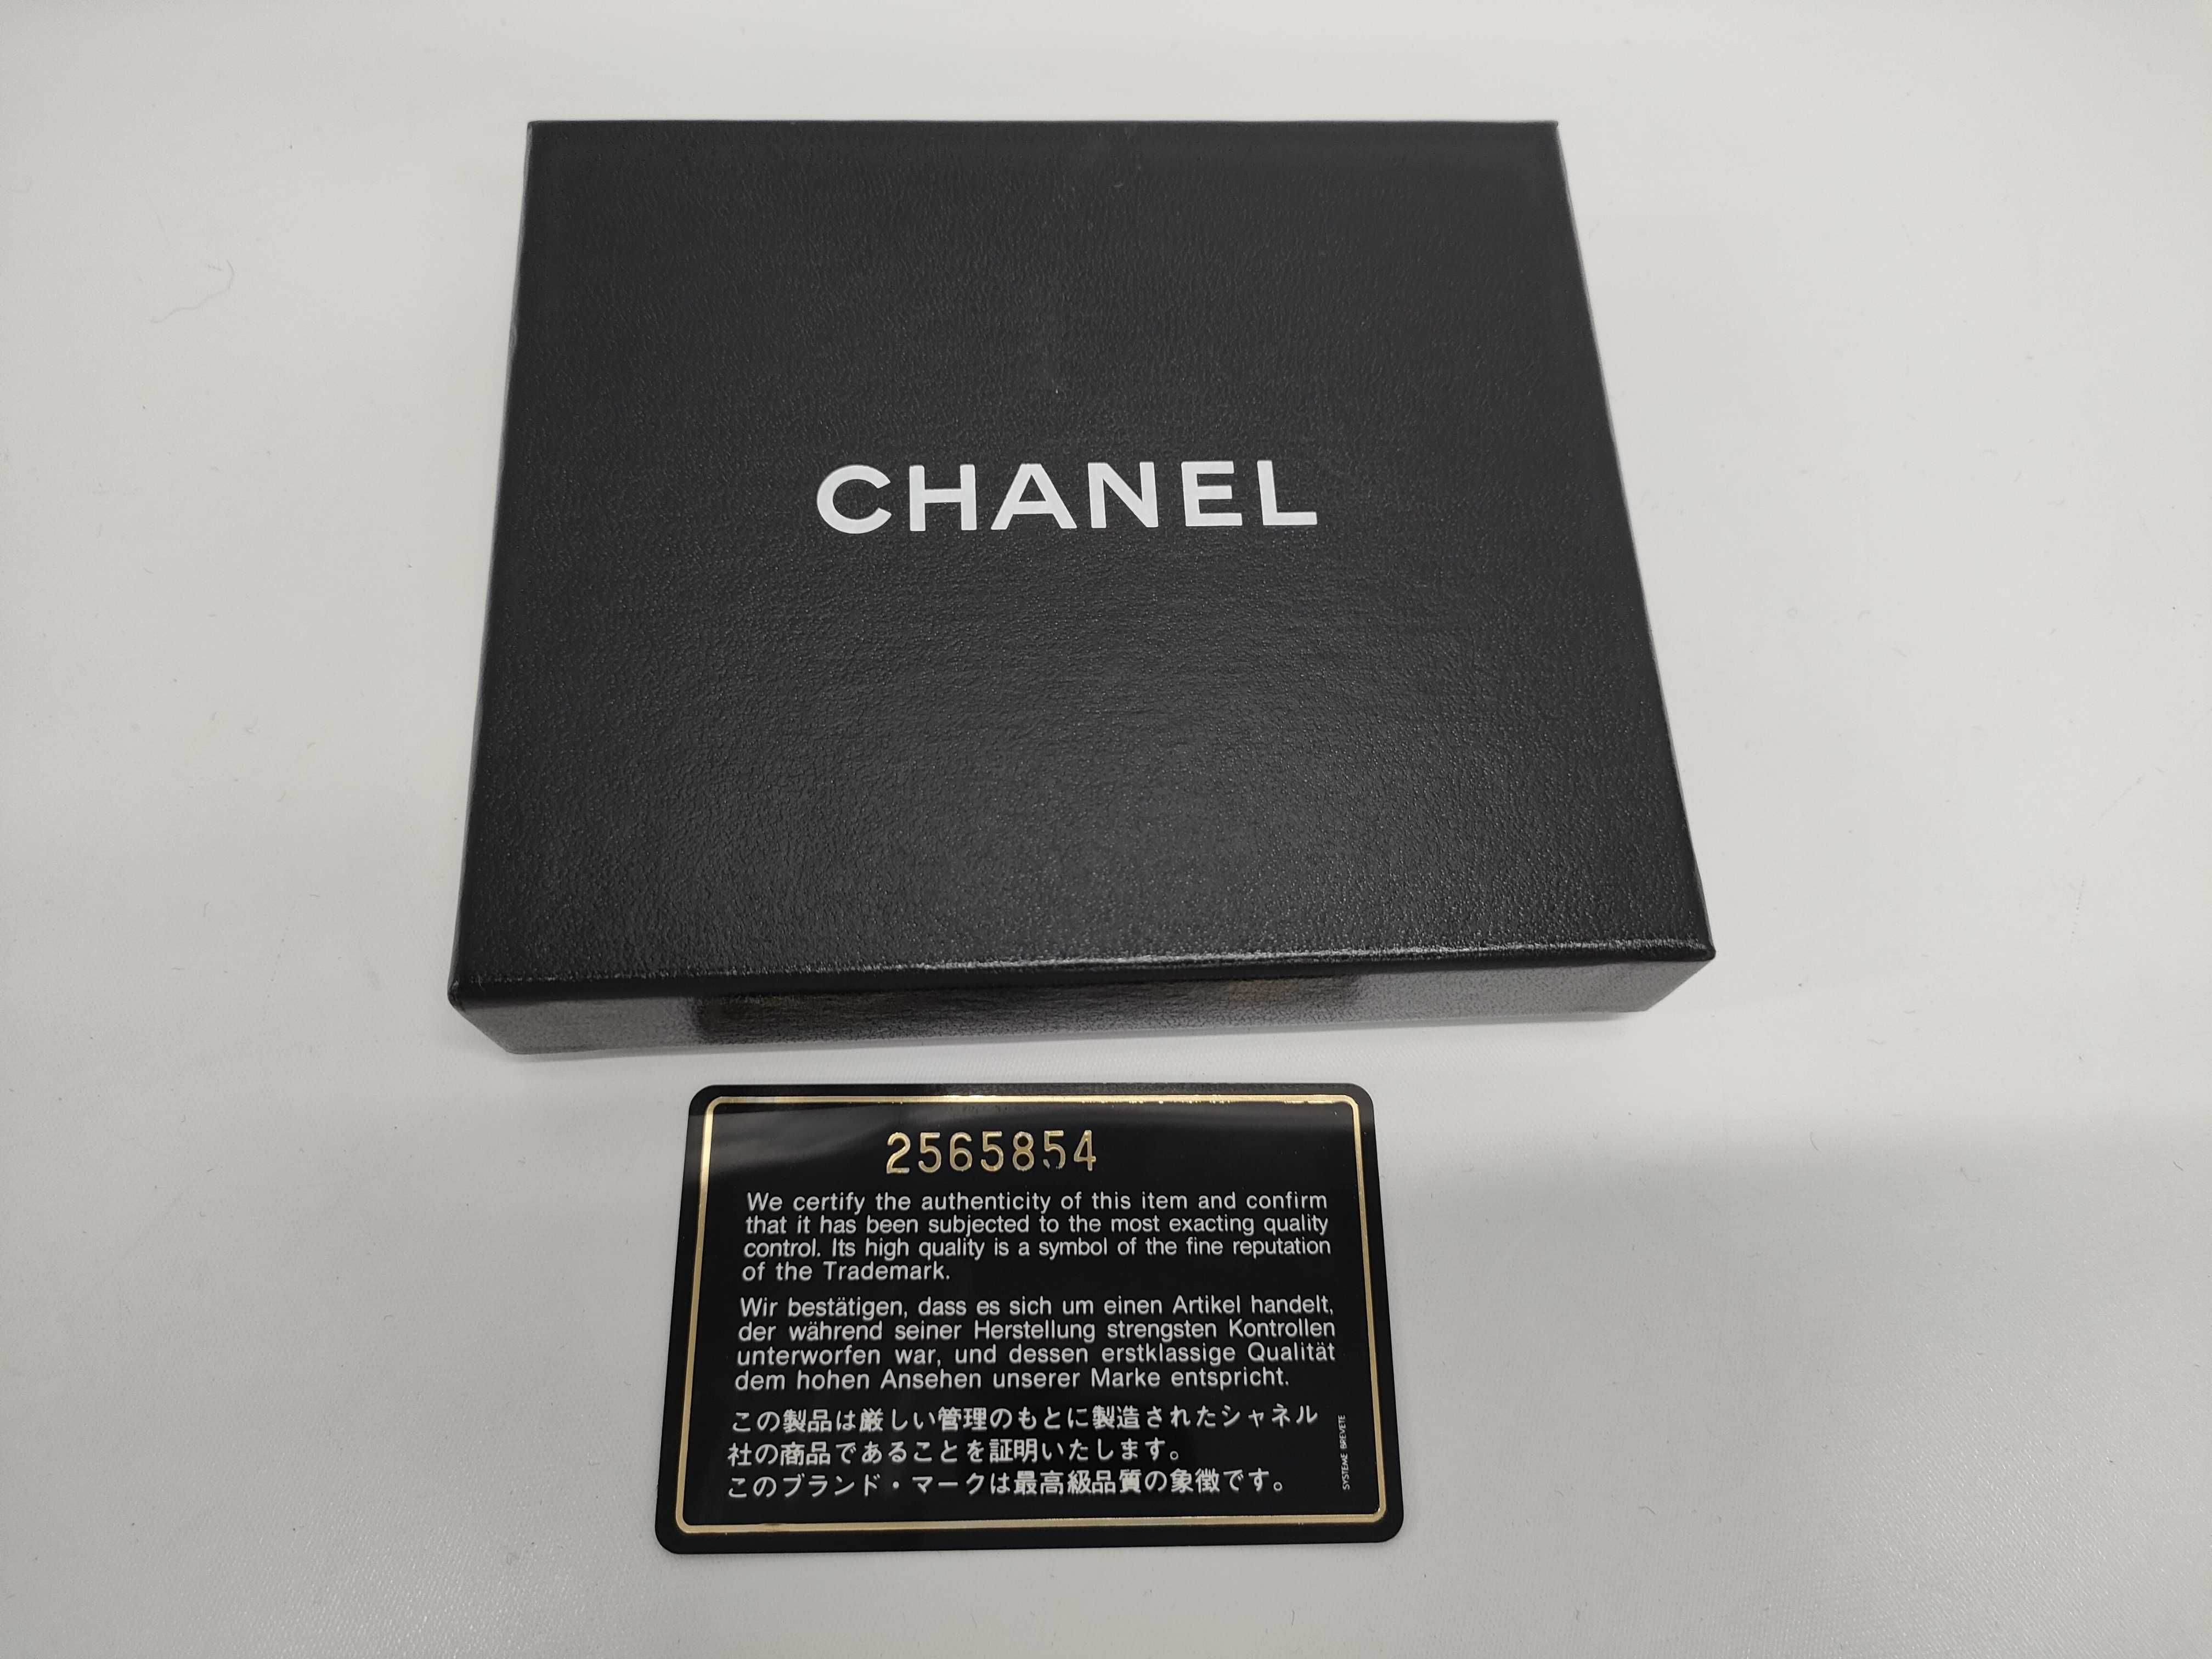 CHANEL
2565854
We certify the authenticity of this item and confirm
that it has been subjected to the most exacting quality
control. Its high quality is a symbol of the fine reputation
of the Trademark.
Wir bestätigen, dass es sich um einen Artikel handelt,
der während seiner Herstellung strengsten Kontrollen
unterworfen war, und dessen erstklassige Qualität
dem hohen Ansehen unserer Marke entspricht.
この製品は厳しい管理のもとに製造されたシャネル
社の商品であることを証明いたします。
このブランド・マークは最高級品質の象徴です。
SYSTEME BREVETE